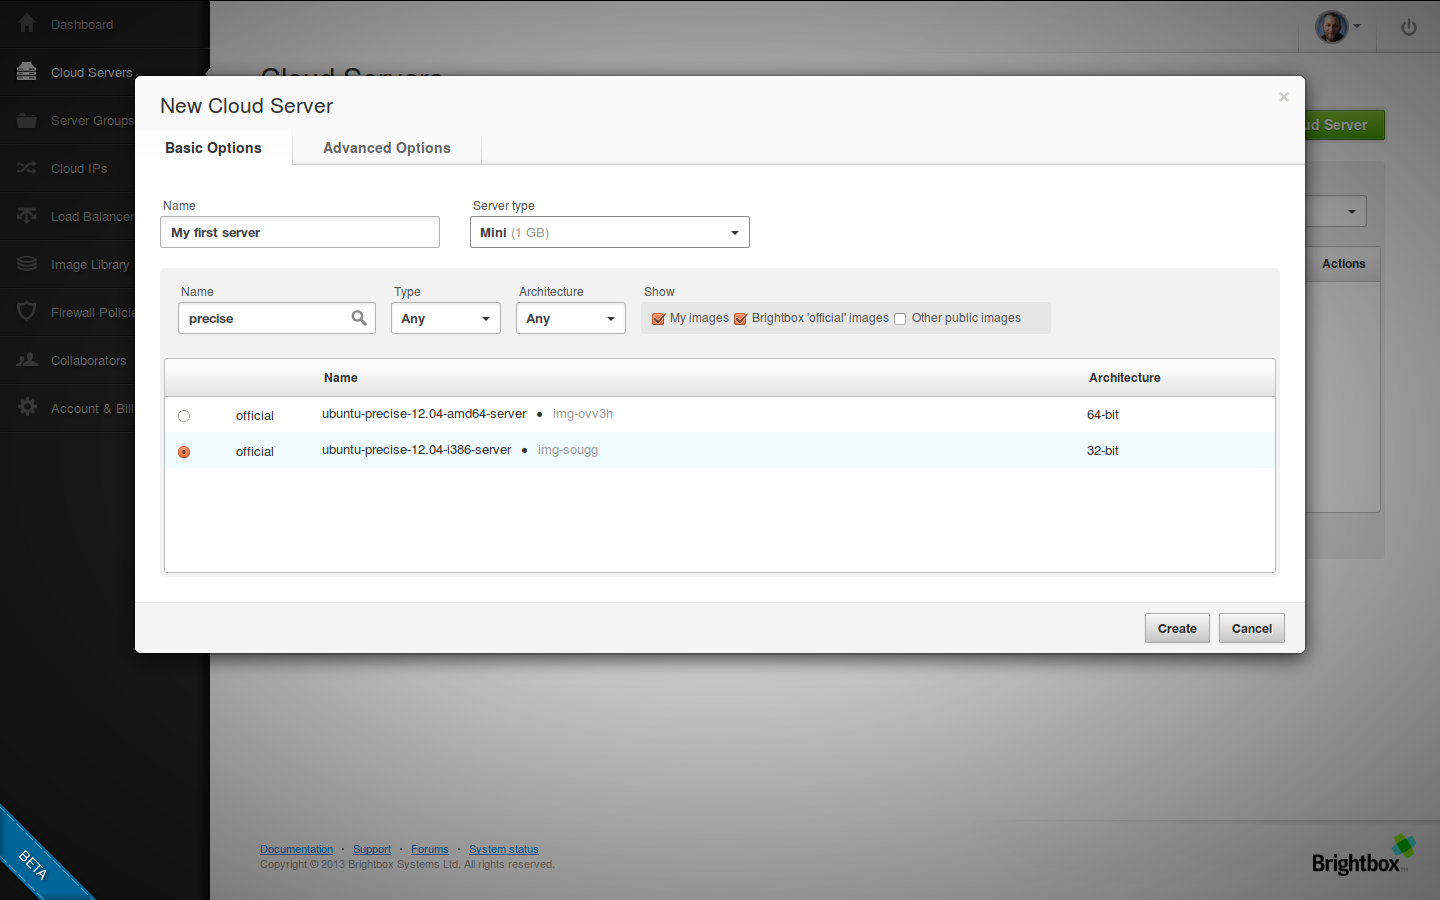 Dashboard
Cloud Servers
Server Groups
Cloud IPs
Load Balancer
Image Library
Firewall Policie
Collaborators
Account & Bill
Cloud Servers
ud Server
Actions
New Cloud Server
×
Basic Options
Advanced Options
Name
Server type
My first server
Mini (1 GB)
Name
Type
Architecture
Show
precise
Any
Any
My images
Brightbox 'official' images
Other public images
Name
Architecture
official
ubuntu-precise-12.04-amd64-server • img-ovv3h
64-bit
official
ubuntu-precise-12.04-i386-server • img-sougg
32-bit
Create
Cancel
BETA
Documentation · Support · Forums · System status
Copyright © 2013 Brightbox Systems Ltd. All rights reserved.
Brightbox™